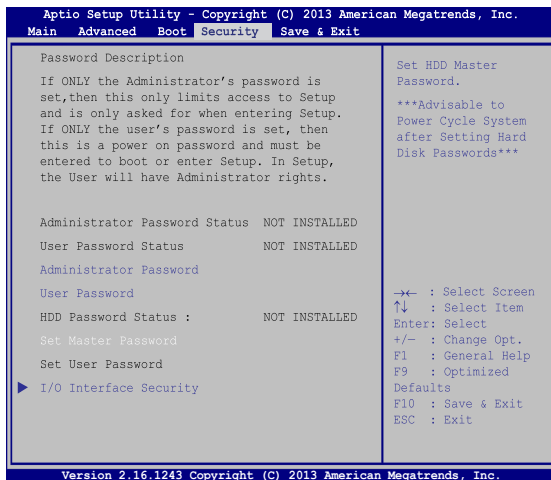 Aptio Setup Utility - Copyright (C) 2013 American Megatrends, Inc.
Main Advanced Boot Security Save & Exit
Password Description
If ONLY the Administrator's password is
set,then this only limits access to Setup
and is only asked for when entering Setup.
If ONLY the user's password is set, then
this is a power on password and must be
entered to boot or enter Setup. In Setup,
the User will have Administrator rights.
Administrator Password Status NOT INSTALLED
User Password Status NOT INSTALLED
Administrator Password
User Password
HDD Password Status : NOT INSTALLED
Set Master Password
Set User Password
I/O Interface Security
Set HDD Master
Password.
***Advisable to
Power Cycle System
after Setting Hard
Disk Passwords***
→← : Select Screen
↑↓ : Select Item
Enter: Select
+/— : Change Opt.
F1 : General Help
F9 : Optimized
Defaults
F10 : Save & Exit
ESC : Exit
Version 2.16.1243 Copyright (C) 2013 American Megatrends, Inc.